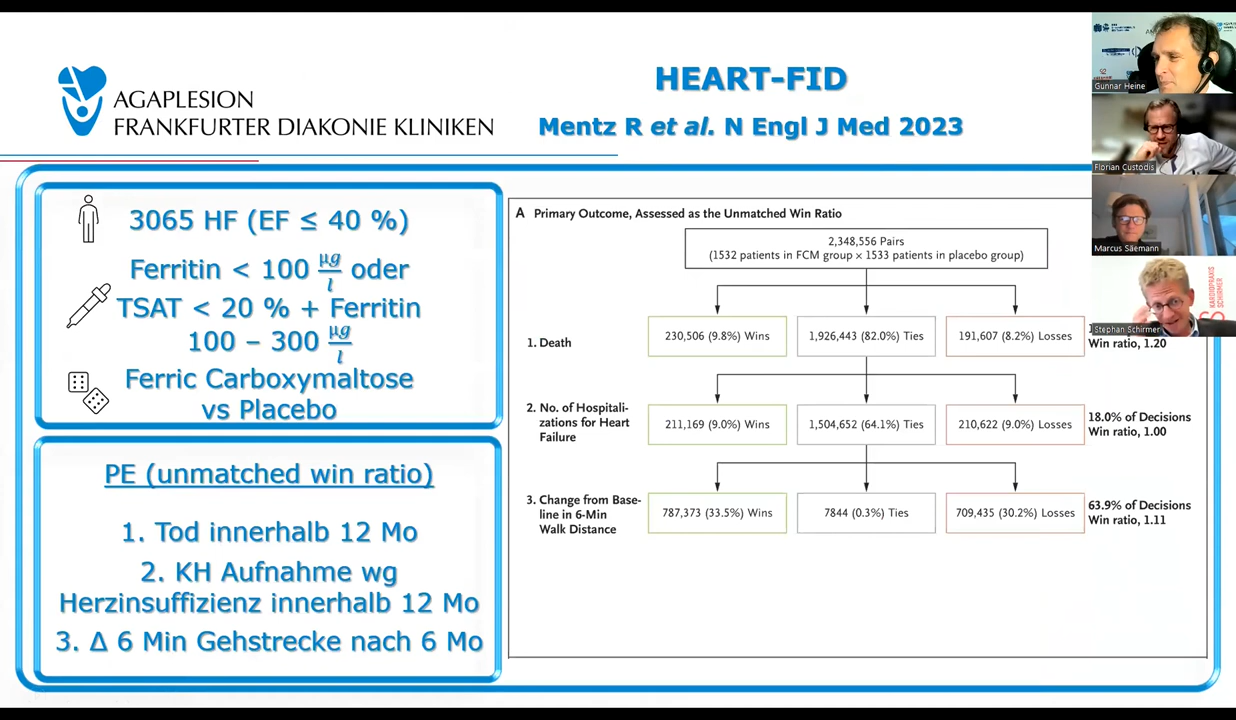 AGAPLESION
FRANKFURTER DIAKONIE KLINIKEN
HEART-FID
Mentz R et al. N Engl J Med 2023
3065 HF (EF ≤ 40 %)
Ferritin < 100 µg/l oder
TSAT < 20 % + Ferritin
100 – 300 µg/l
Ferric Carboxymaltose
vs Placebo
PE (unmatched win ratio)
1. Tod innerhalb 12 Mo
2. KH Aufnahme wg
Herzinsuffizienz innerhalb 12 Mo
3. Δ 6 Min Gehstrecke nach 6 Mo
A Primary Outcome, Assessed as the Unmatched Win Ratio
2,348,556 Pairs
(1532 patients in FCM group × 1533 patients in placebo group)
1. Death
230,506 (9.8%) Wins
1,926,443 (82.0%) Ties
191,607 (8.2%) Losses
Win ratio, 1.20
2. No. of Hospitali-
zations for Heart
Failure
211,169 (9.0%) Wins
1,504,652 (64.1%) Ties
210,622 (9.0%) Losses
18.0% of Decisions
Win ratio, 1.00
3. Change from Base-
line in 6-Min
Walk Distance
787,373 (33.5%) Wins
7844 (0.3%) Ties
709,435 (30.2%) Losses
63.9% of Decisions
Win ratio, 1.11
Gunnar Heine
Florian Custodis
Marcus Säemann
Stephan Schirmer
KARDIOPRAXIS
SCHIRMER